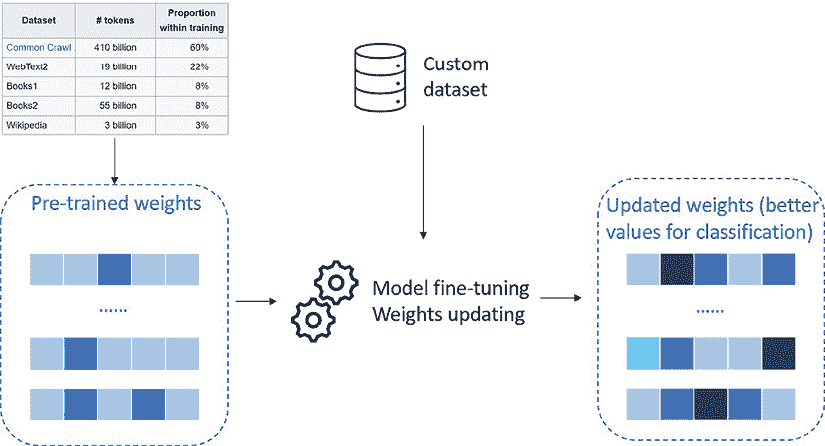 Dataset # tokens Proportion within training
Common Crawl 410 billion 60%
WebText2 19 billion 22%
Books1 12 billion 8%
Books2 55 billion 8%
Wikipedia 3 billion 3%
Custom
dataset
Pre-trained weights
......
Model fine-tuning
Weights updating
Updated weights (better
values for classification)
......